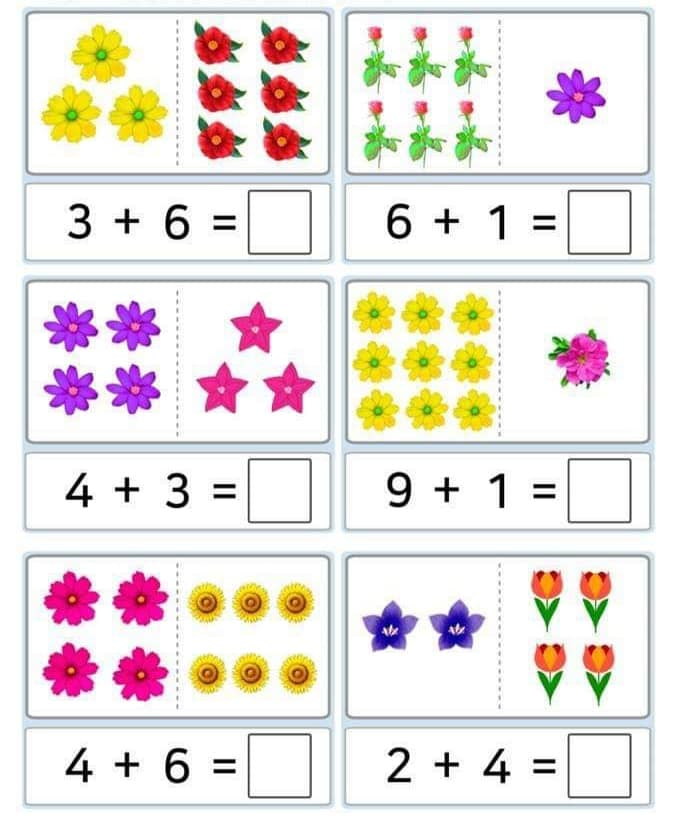 3 + 6 =
6 + 1 =
4 + 3 =
9 + 1 =
4 + 6 =
2 + 4 =